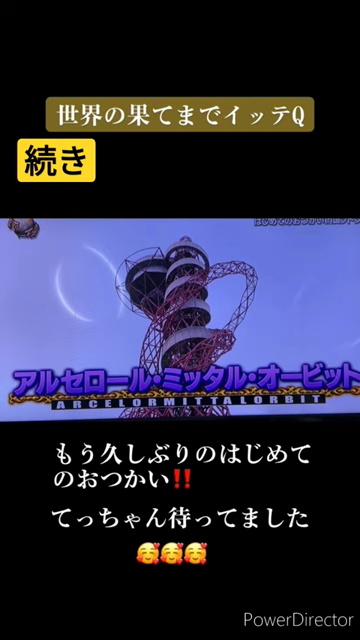 世界の果てまでイッテQ
続き
アルセロール・ミッタル・オービット
ARCELORMITTALORBIT
もう久しぶりのはじめて
のおつかい‼️
てっちゃん待ってました
🥰🥰🥰
PowerDirector